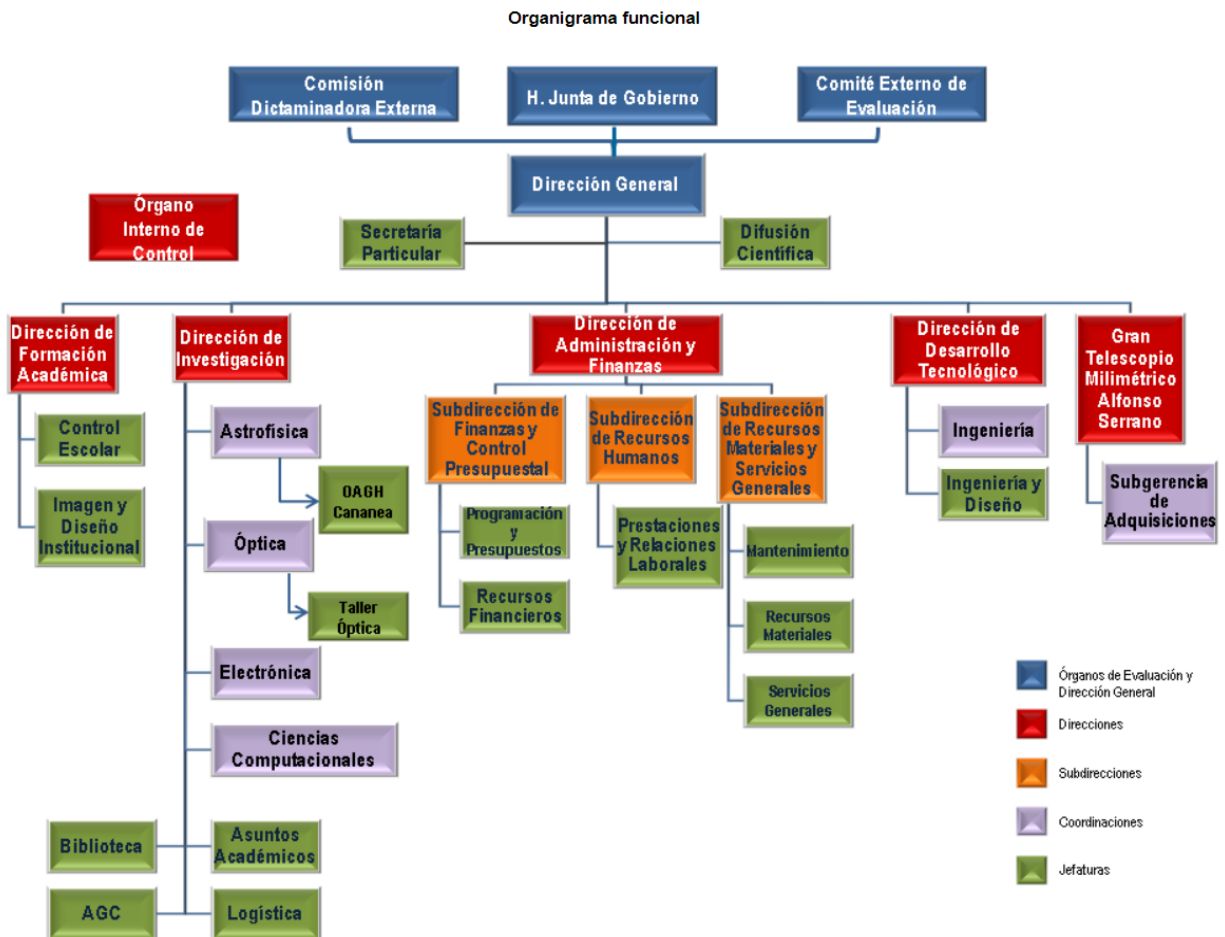 Organigrama funcional
Comisión
Dictaminadora Externa
H. Junta de Gobierno
Comité Externo de
Evaluación
Dirección General
Órgano
Interno de
Control
Secretaría
Particular
Difusión
Científica
Dirección de
Formación
Académica
Dirección de
Investigación
Dirección de
Administración y
Finanzas
Dirección de
Desarrollo
Tecnológico
Gran
Telescopio
Milimétrico
Alfonso
Serrano
Control
Escolar
Imagen y
Diseño
Institucional
Astrofísica
OAGH
Cananea
Óptica
Taller
Óptica
Electrónica
Ciencias
Computacionales
Biblioteca
Asuntos
Académicos
AGC
Logística
Subdirección de
Finanzas y
Control
Presupuestal
Subdirección
de Recursos
Humanos
Subdirección
de Recursos
Materiales y
Servicios
Generales
Programación
y
Presupuestos
Recursos
Financieros
Prestaciones
y Relaciones
Laborales
Mantenimiento
Recursos
Materiales
Servicios
Generales
Ingeniería
Ingeniería y
Diseño
Subgerencia
de
Adquisiciones
Órganos de Evaluación y
Dirección General
Direcciones
Subdirecciones
Coordinaciones
Jefaturas